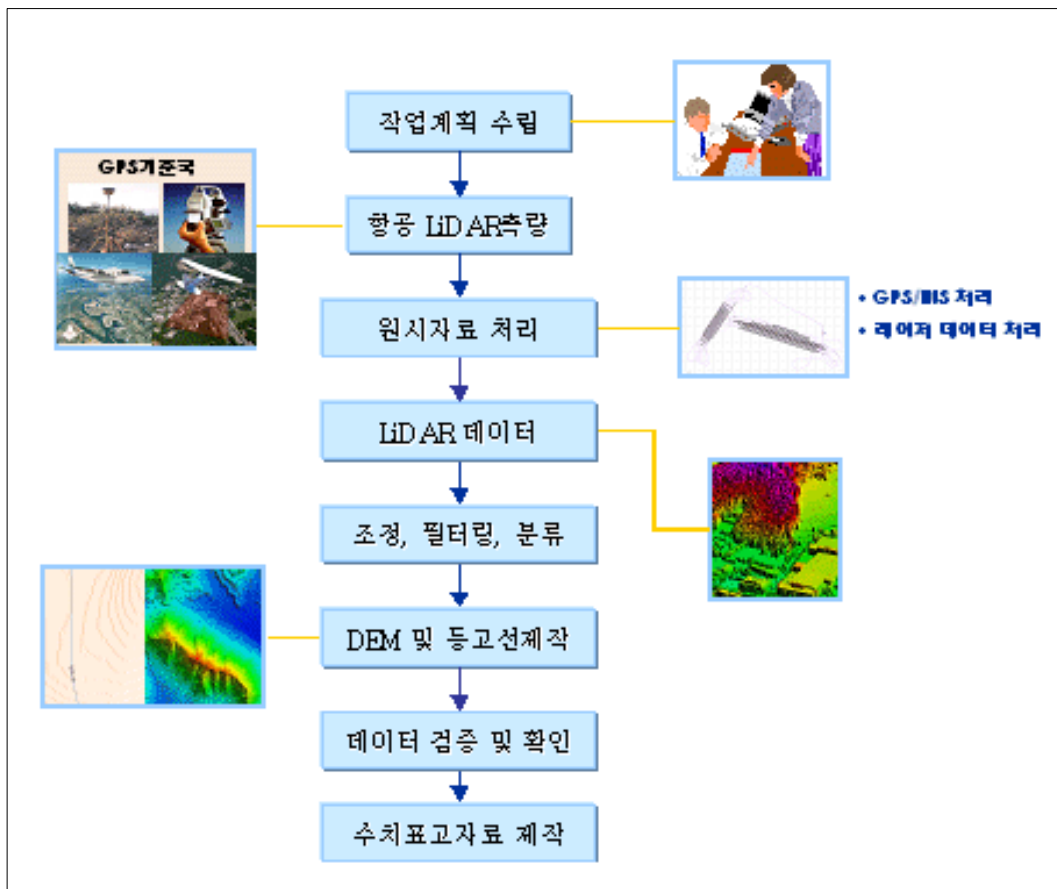 작업계획 수립
GPS기준국
항공 LiDAR측량
원시자료 처리
• GPS/INS 처리
• 레이저 데이터 처리
LiDAR 데이터
조정, 필터링, 분류
DEM 및 등고선제작
데이터 검증 및 확인
수치표고자료 제작